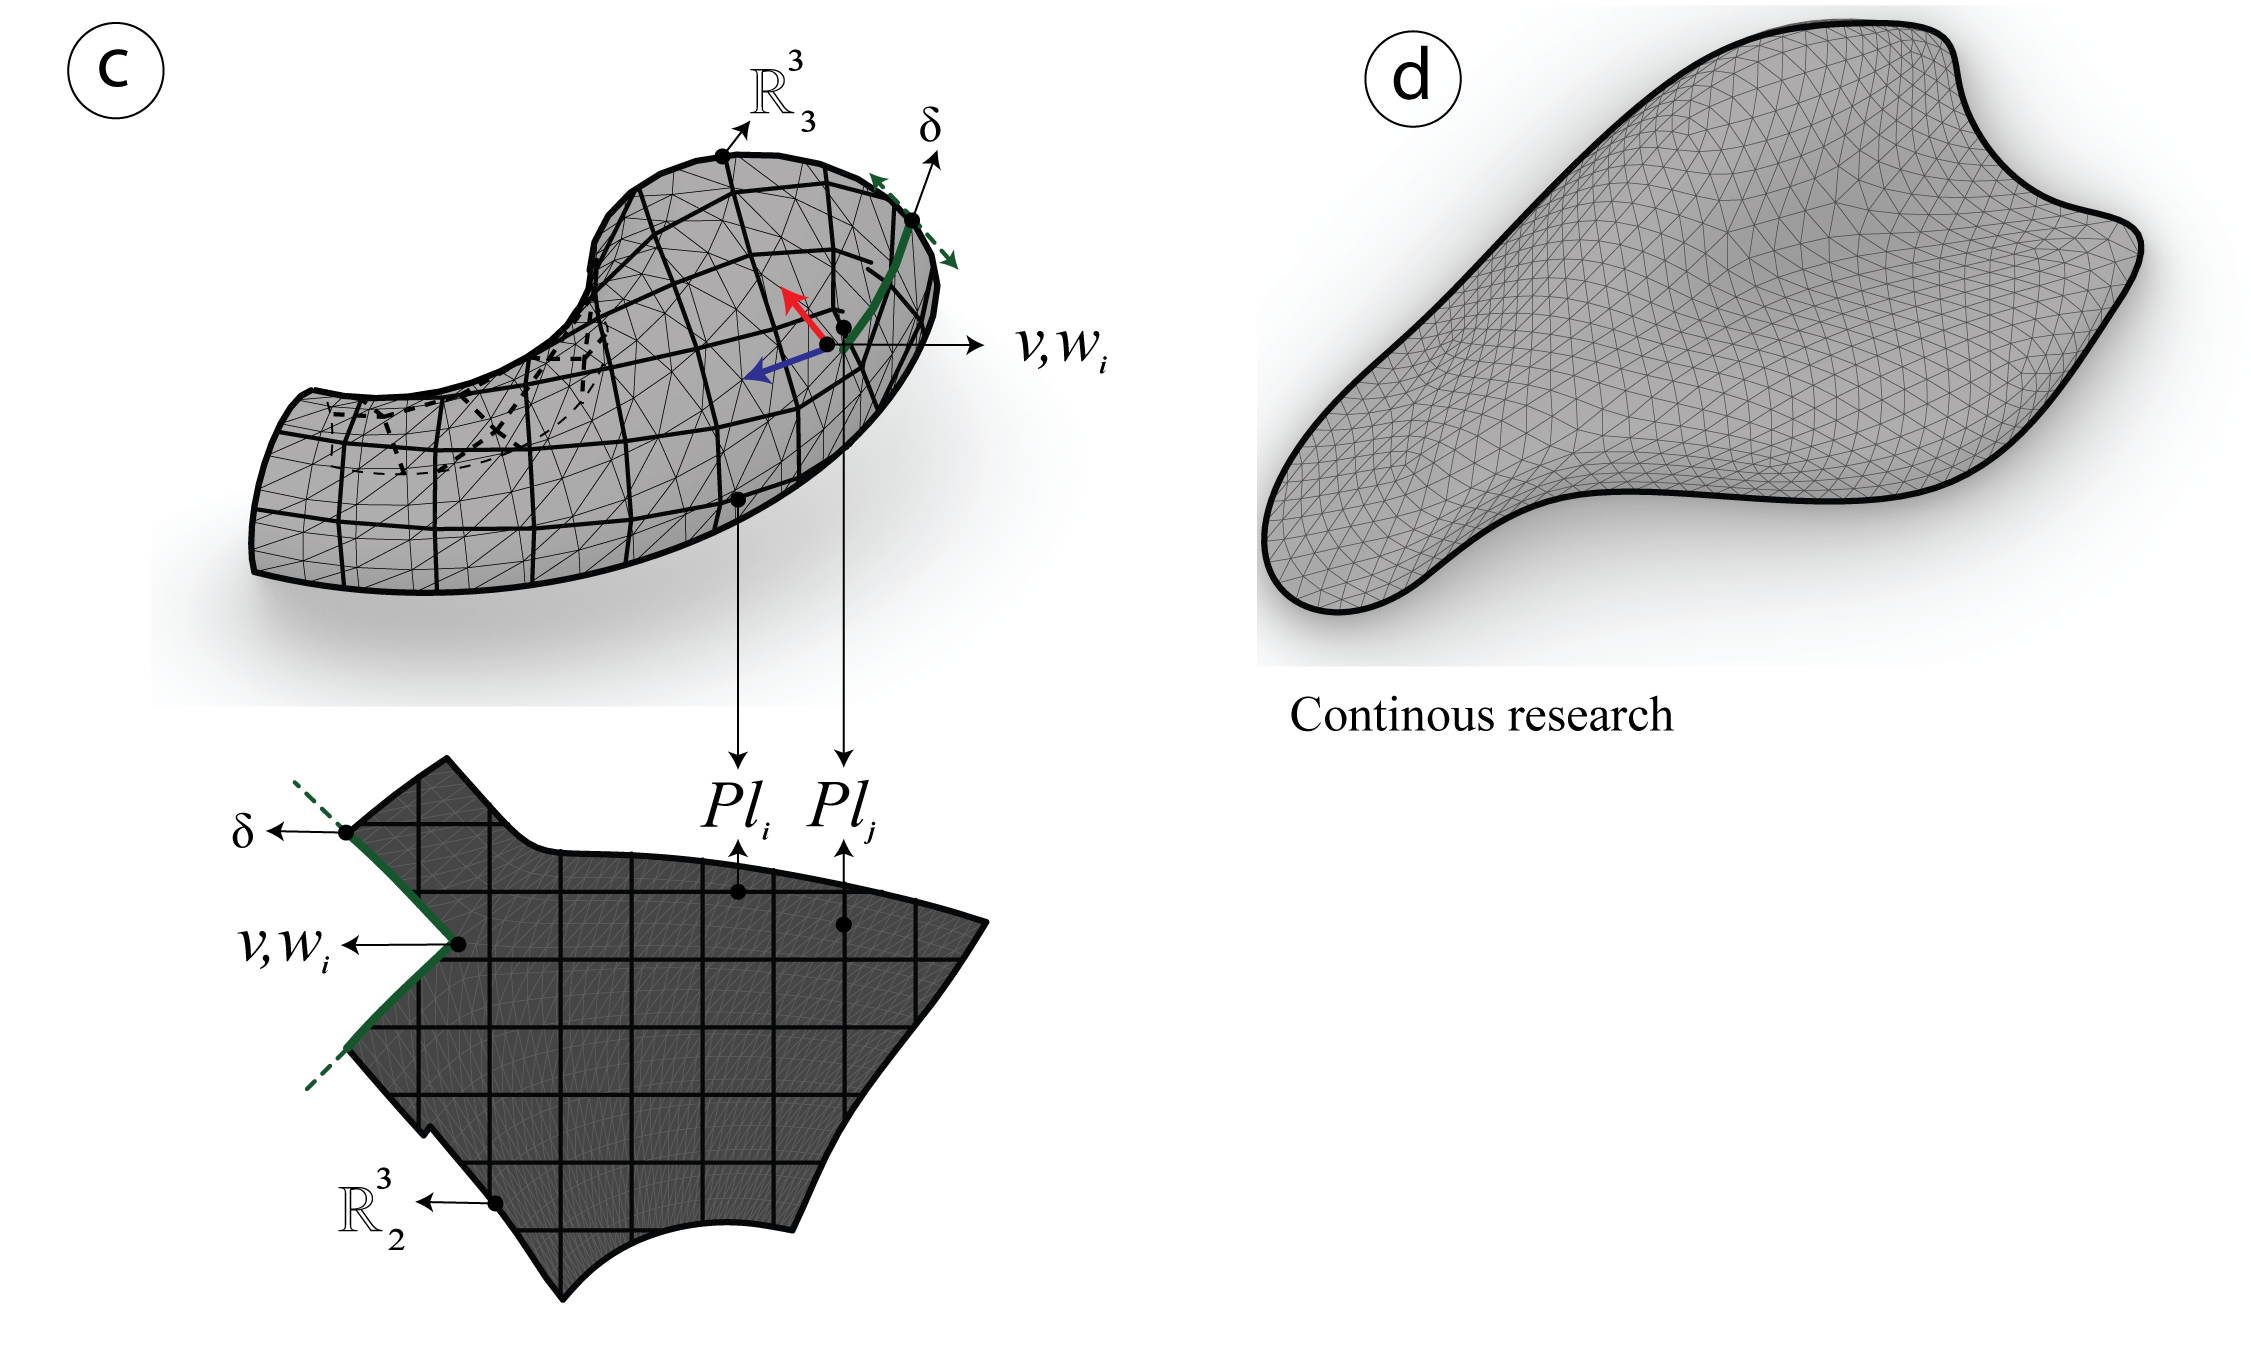 c
d
ℝ³₃
δ
v,wᵢ
Continous research
Plᵢ Plⱼ
δ
v,wᵢ
ℝ³₂